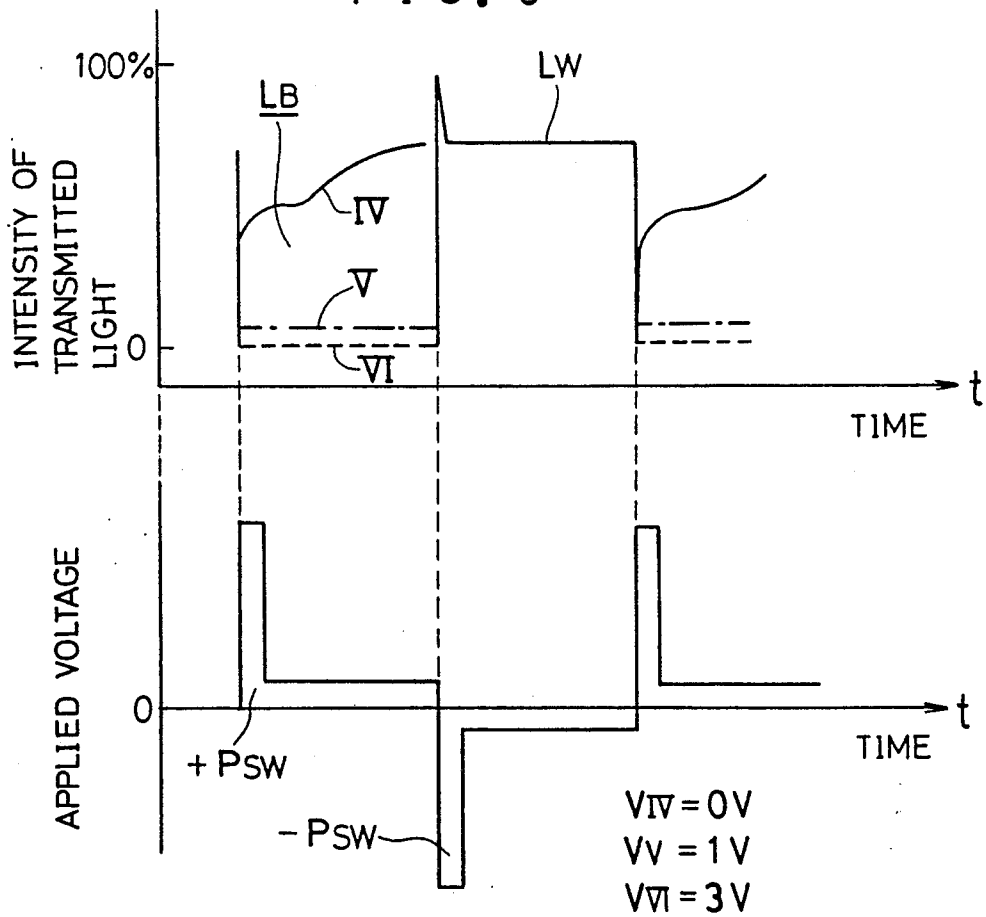 100%
LB
LW
IV
V
VI
0
INTENSITY OF
TRANSMITTED
LIGHT
t
TIME
APPLIED VOLTAGE
0
t
TIME
+PSW
-PSW
VIV=0V
VV=1V
VVI=3V